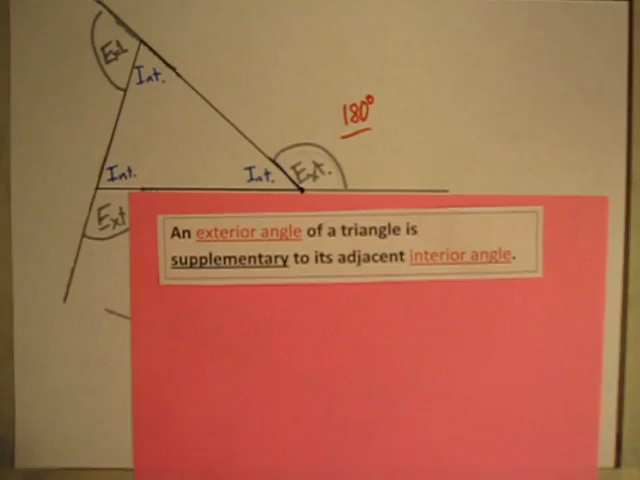 Ext
Int.
180°
Int.
Int.
Ext.
Ext
An exterior angle of a triangle is
supplementary to its adjacent interior angle.